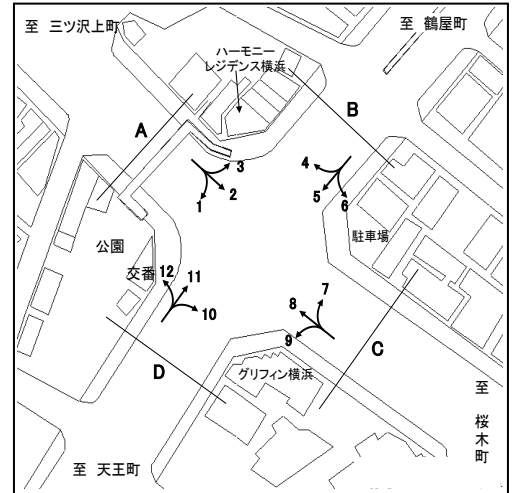 至 三ツ沢上町
至 鶴屋町
ハーモニー
レジデンス横浜
A
B
3
4
2
1
5
6
公園
駐車場
交番
12
11
10
7
8
9
C
D
グリフィン横浜
至 桜木町
至 天王町